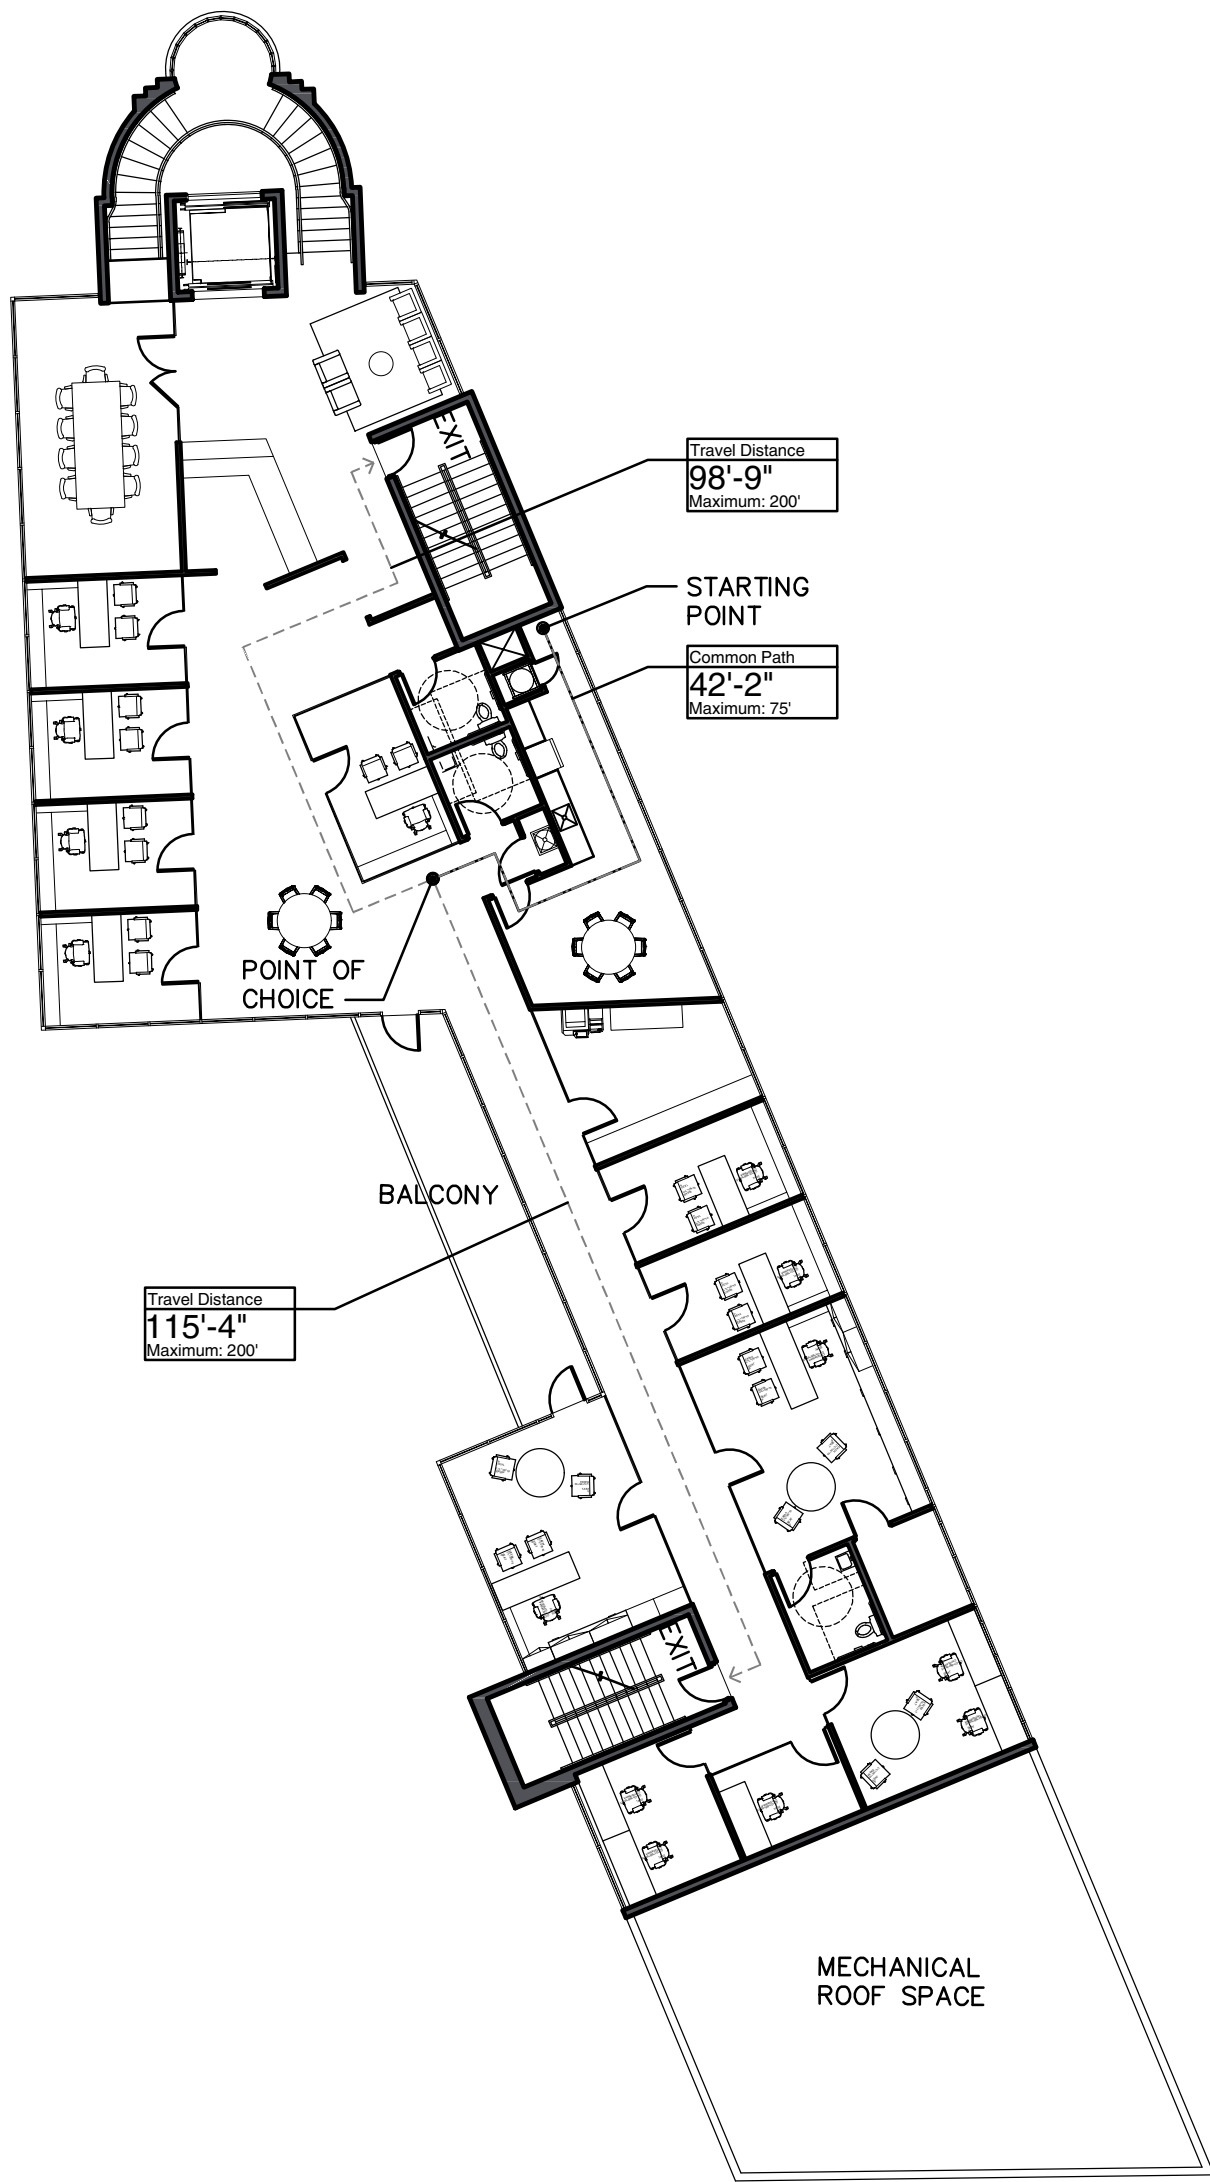 EXIT
Travel Distance
98'-9"
Maximum: 200'
STARTING
POINT
Common Path
42'-2"
Maximum: 75'
POINT OF
CHOICE
BALCONY
Travel Distance
115'-4"
Maximum: 200'
EXIT
MECHANICAL
ROOF SPACE